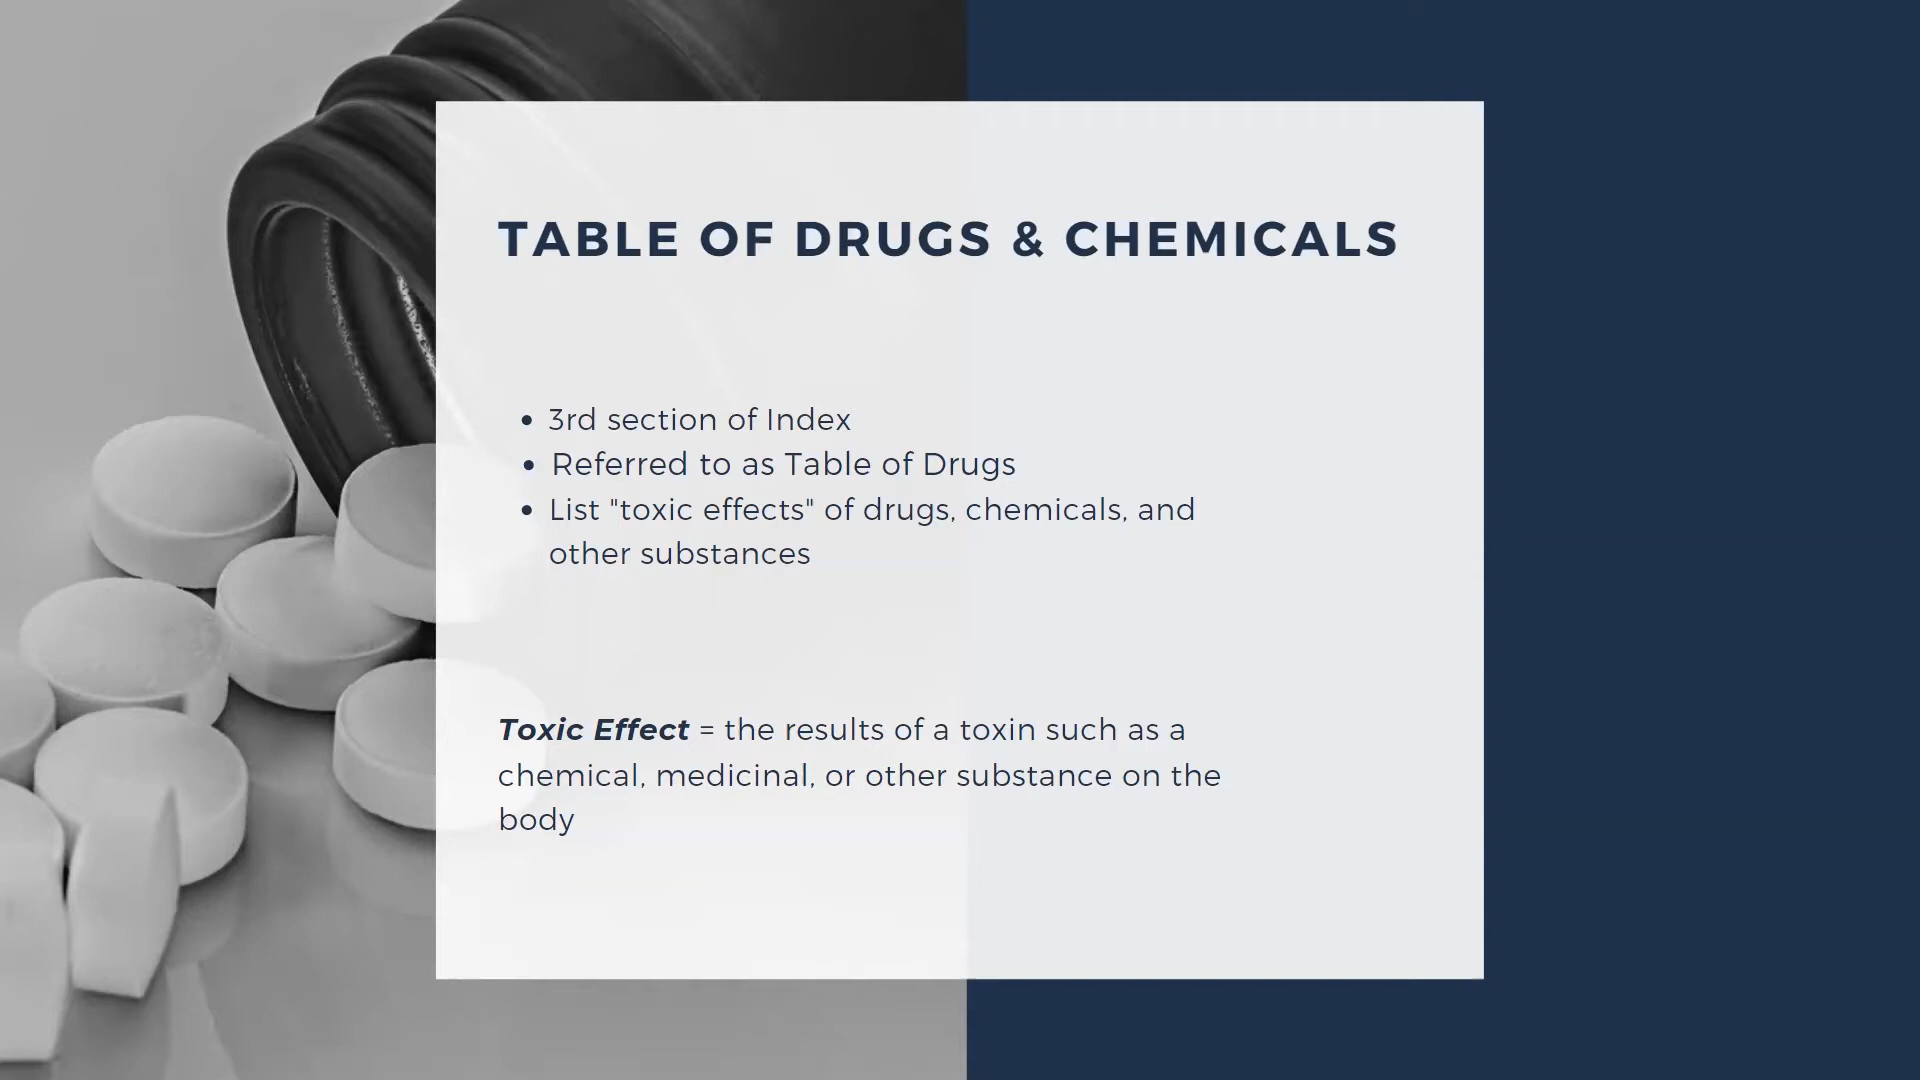 TABLE OF DRUGS & CHEMICALS
• 3rd section of Index
• Referred to as Table of Drugs
• List "toxic effects" of drugs, chemicals, and
other substances
Toxic Effect = the results of a toxin such as a
chemical, medicinal, or other substance on the
body